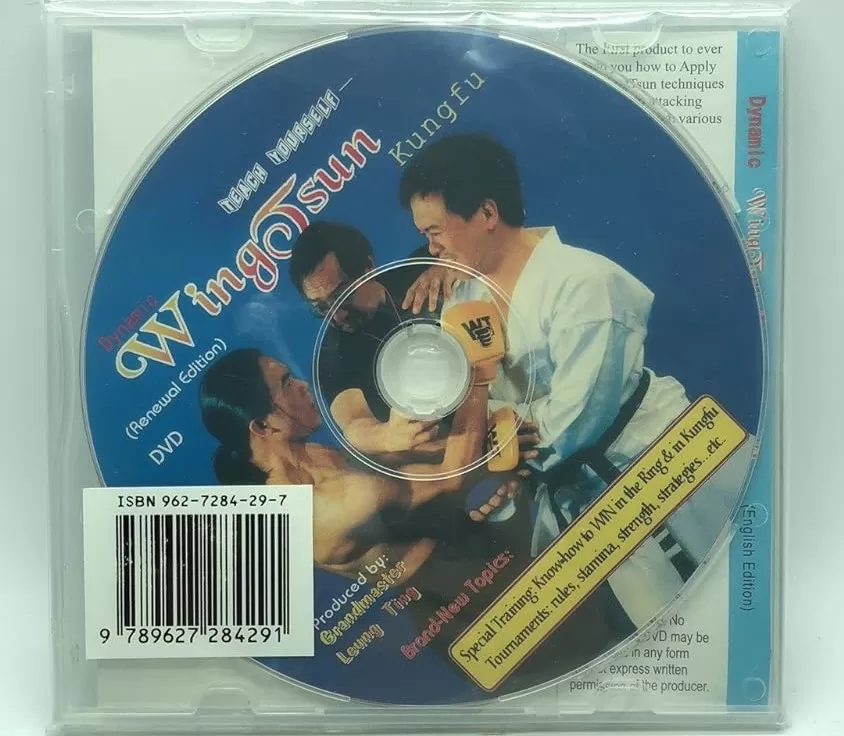 The First product to ever
you how to Apply
Tsun techniques
attacking
various
TEACH YOURSELF
Dynamic
WingTsun
Kungfu
(Renewal Edition)
DVD
WT
ISBN 962-7284-29-7
9 789627 284291
Produced by:
Grandmaster
Leung Ting
Brand-New Topics:
Special Training: Know-how to WIN in the Ring & in Kungfu
Tournaments: rules, stamina, strength, strategies...etc.
Dynamic WingTsun
(English Edition)
No
DVD may be
in any form
express written
permission of the producer.